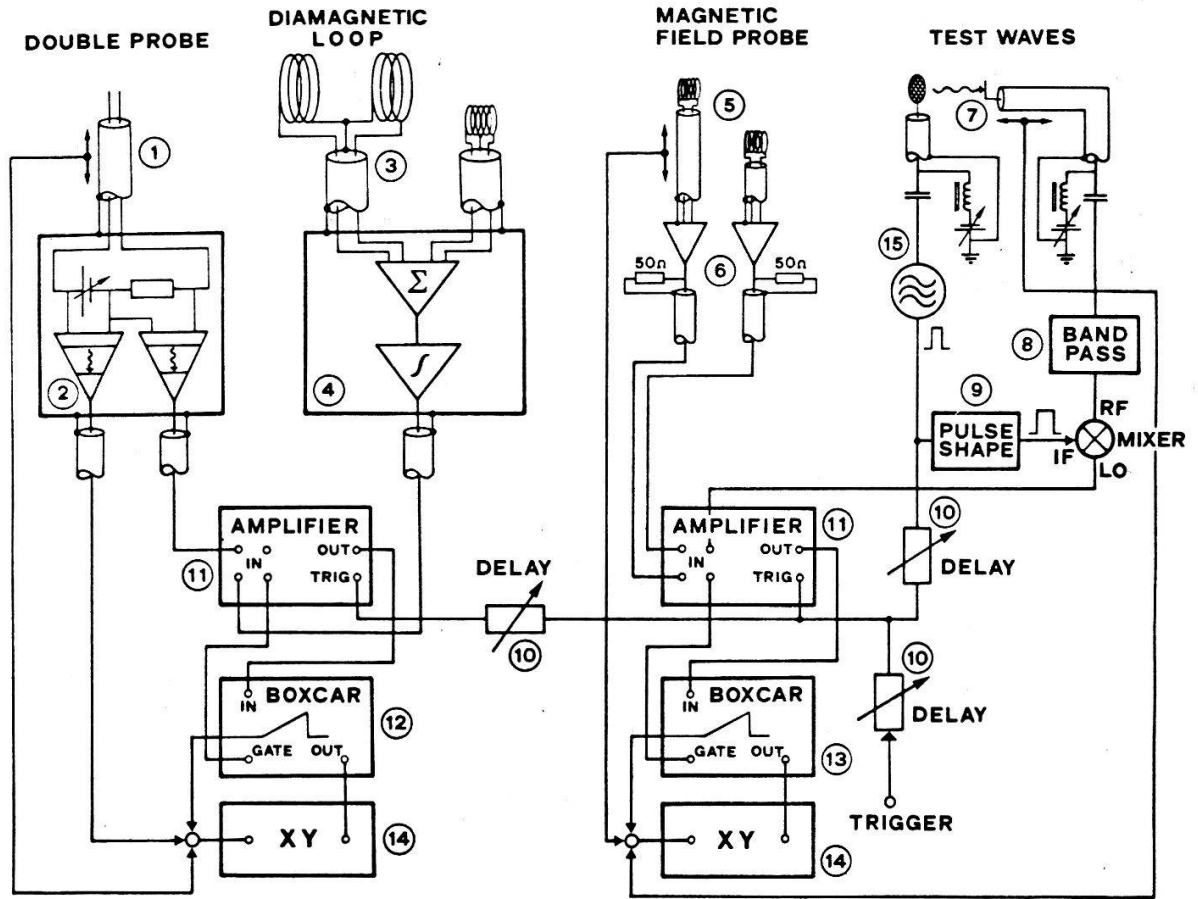 DOUBLE PROBE
DIAMAGNETIC
LOOP
MAGNETIC
FIELD PROBE
TEST WAVES
1
3
5
7
2
4
Σ
∫
6
50Ω
50Ω
15
8
BAND
PASS
9
PULSE
SHAPE
RF
MIXER
IF
LO
AMPLIFIER
IN
OUT
TRIG
11
DELAY
10
AMPLIFIER
IN
OUT
TRIG
11
10
DELAY
BOXCAR
IN
GATE
OUT
12
BOXCAR
IN
GATE
OUT
13
10
DELAY
TRIGGER
XY
14
XY
14